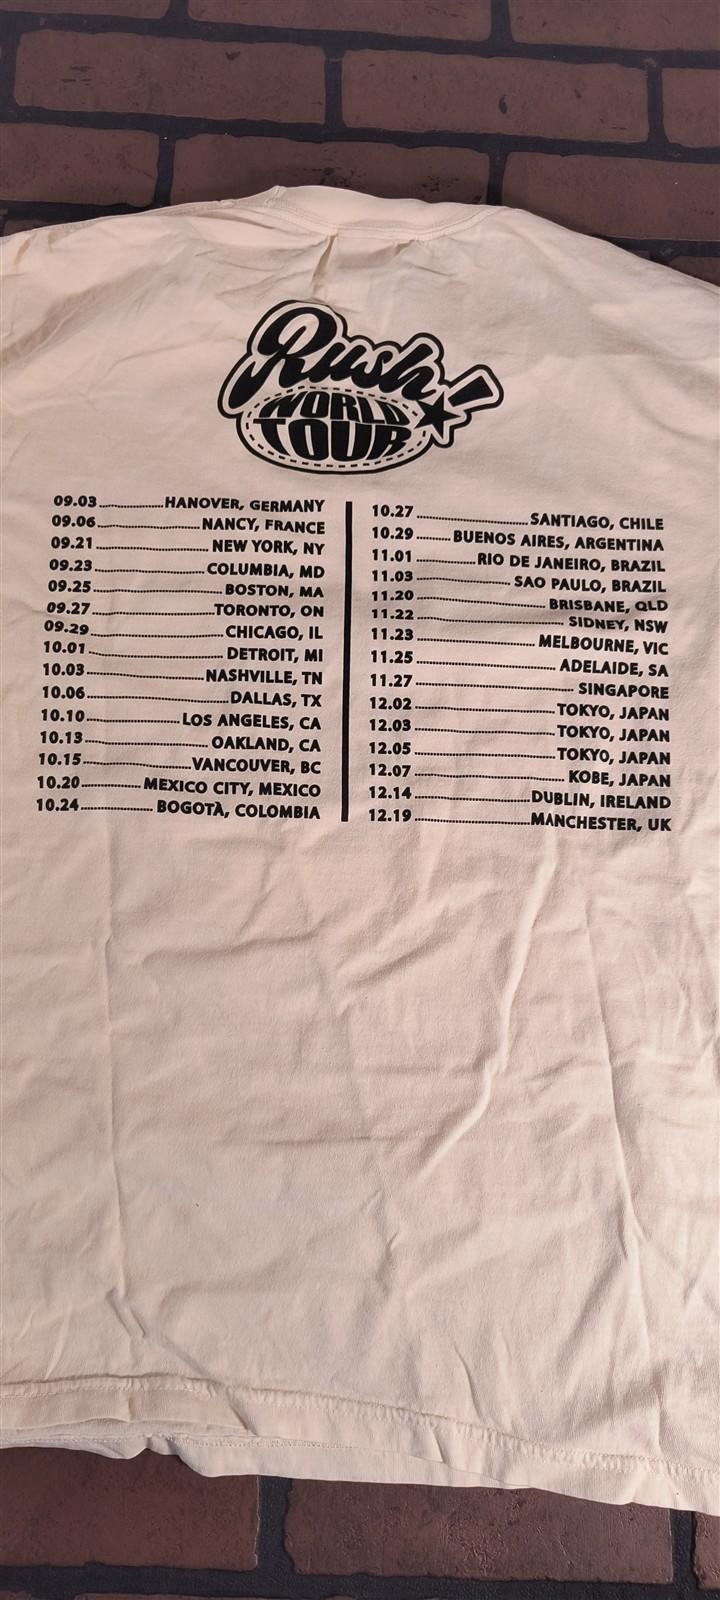 Rush!
WORLD
TOUR
09.03 HANOVER, GERMANY
09.06 NANCY, FRANCE
09.21 NEW YORK, NY
09.23 COLUMBIA, MD
09.25 BOSTON, MA
09.27 TORONTO, ON
09.29 CHICAGO, IL
10.01 DETROIT, MI
10.03 NASHVILLE, TN
10.06 DALLAS, TX
10.10 LOS ANGELES, CA
10.13 OAKLAND, CA
10.15 VANCOUVER, BC
10.20 MEXICO CITY, MEXICO
10.24 BOGOTÀ, COLOMBIA
10.27 SANTIAGO, CHILE
10.29 BUENOS AIRES, ARGENTINA
11.01 RIO DE JANEIRO, BRAZIL
11.03 SAO PAULO, BRAZIL
11.20 BRISBANE, QLD
11.22 SIDNEY, NSW
11.23 MELBOURNE, VIC
11.25 ADELAIDE, SA
11.27 SINGAPORE
12.02 TOKYO, JAPAN
12.03 TOKYO, JAPAN
12.05 TOKYO, JAPAN
12.07 KOBE, JAPAN
12.14 DUBLIN, IRELAND
12.19 MANCHESTER, UK